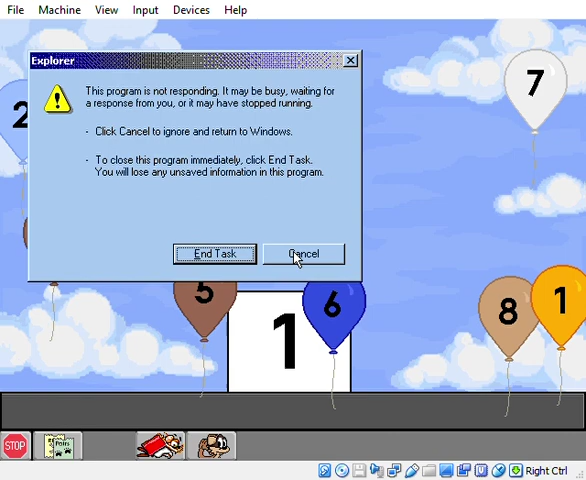 File Machine View Input Devices Help
Explorer
This program is not responding. It may be busy, waiting for
a response from you, or it may have stopped running.
· Click Cancel to ignore and return to Windows.
· To close this program immediately, click End Task.
You will lose any unsaved information in this program.
End Task Cancel
2
7
5
6
1
8
1
STOP
Right Ctrl